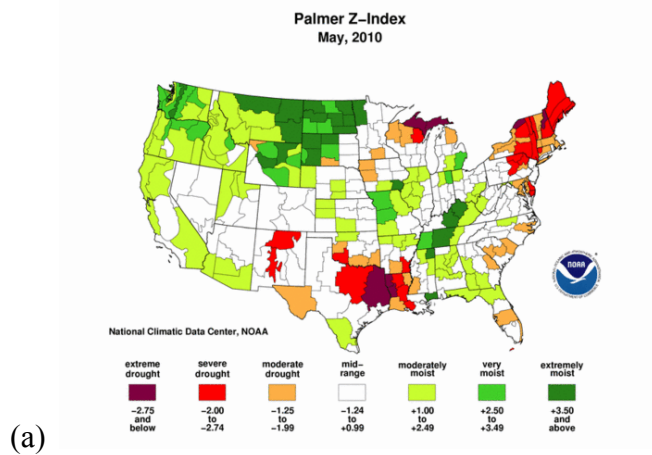 Palmer Z–Index
May, 2010
NOAA
National Climatic Data Center, NOAA
extreme drought
severe drought
moderate drought
mid– range
moderately moist
very moist
extremely moist
−2.75 and below
−2.00 to −2.74
−1.25 to −1.99
−1.24 to +0.99
+1.00 to +2.49
+2.50 to +3.49
+3.50 and above
(a)